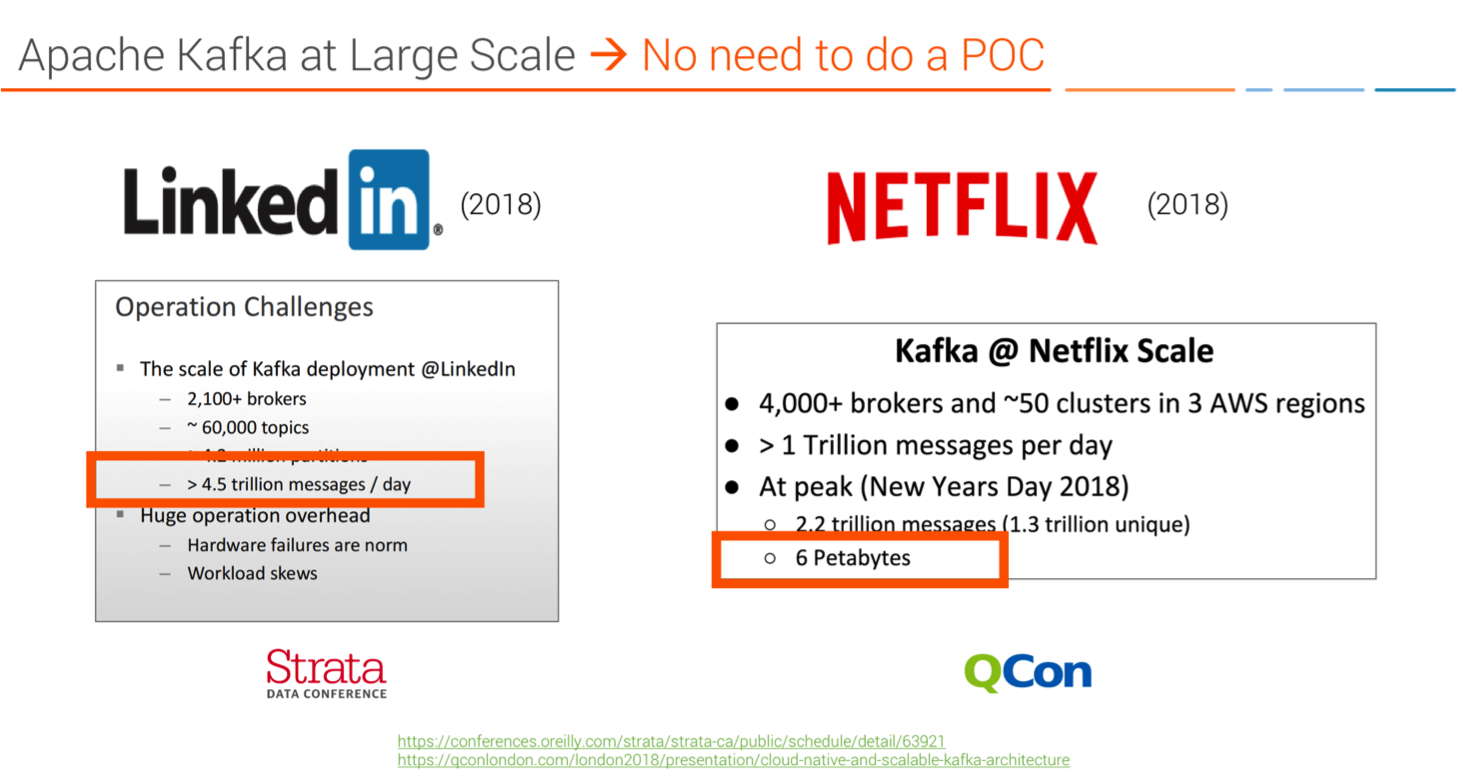 Apache Kafka at Large Scale → No need to do a POC
Linked in ® (2018)
Operation Challenges
▪ The scale of Kafka deployment @LinkedIn
– 2,100+ brokers
– ~ 60,000 topics
million partitions
– > 4.5 trillion messages / day
▪ Huge operation overhead
– Hardware failures are norm
– Workload skews
Strata
DATA CONFERENCE
NETFLIX (2018)
Kafka @ Netflix Scale
● 4,000+ brokers and ~50 clusters in 3 AWS regions
● > 1 Trillion messages per day
● At peak (New Years Day 2018)
○ 2.2 trillion messages (1.3 trillion unique)
○ 6 Petabytes
QCon
https://conferences.oreilly.com/strata/strata-ca/public/schedule/detail/63921
https://qconlondon.com/london2018/presentation/cloud-native-and-scalable-kafka-architecture